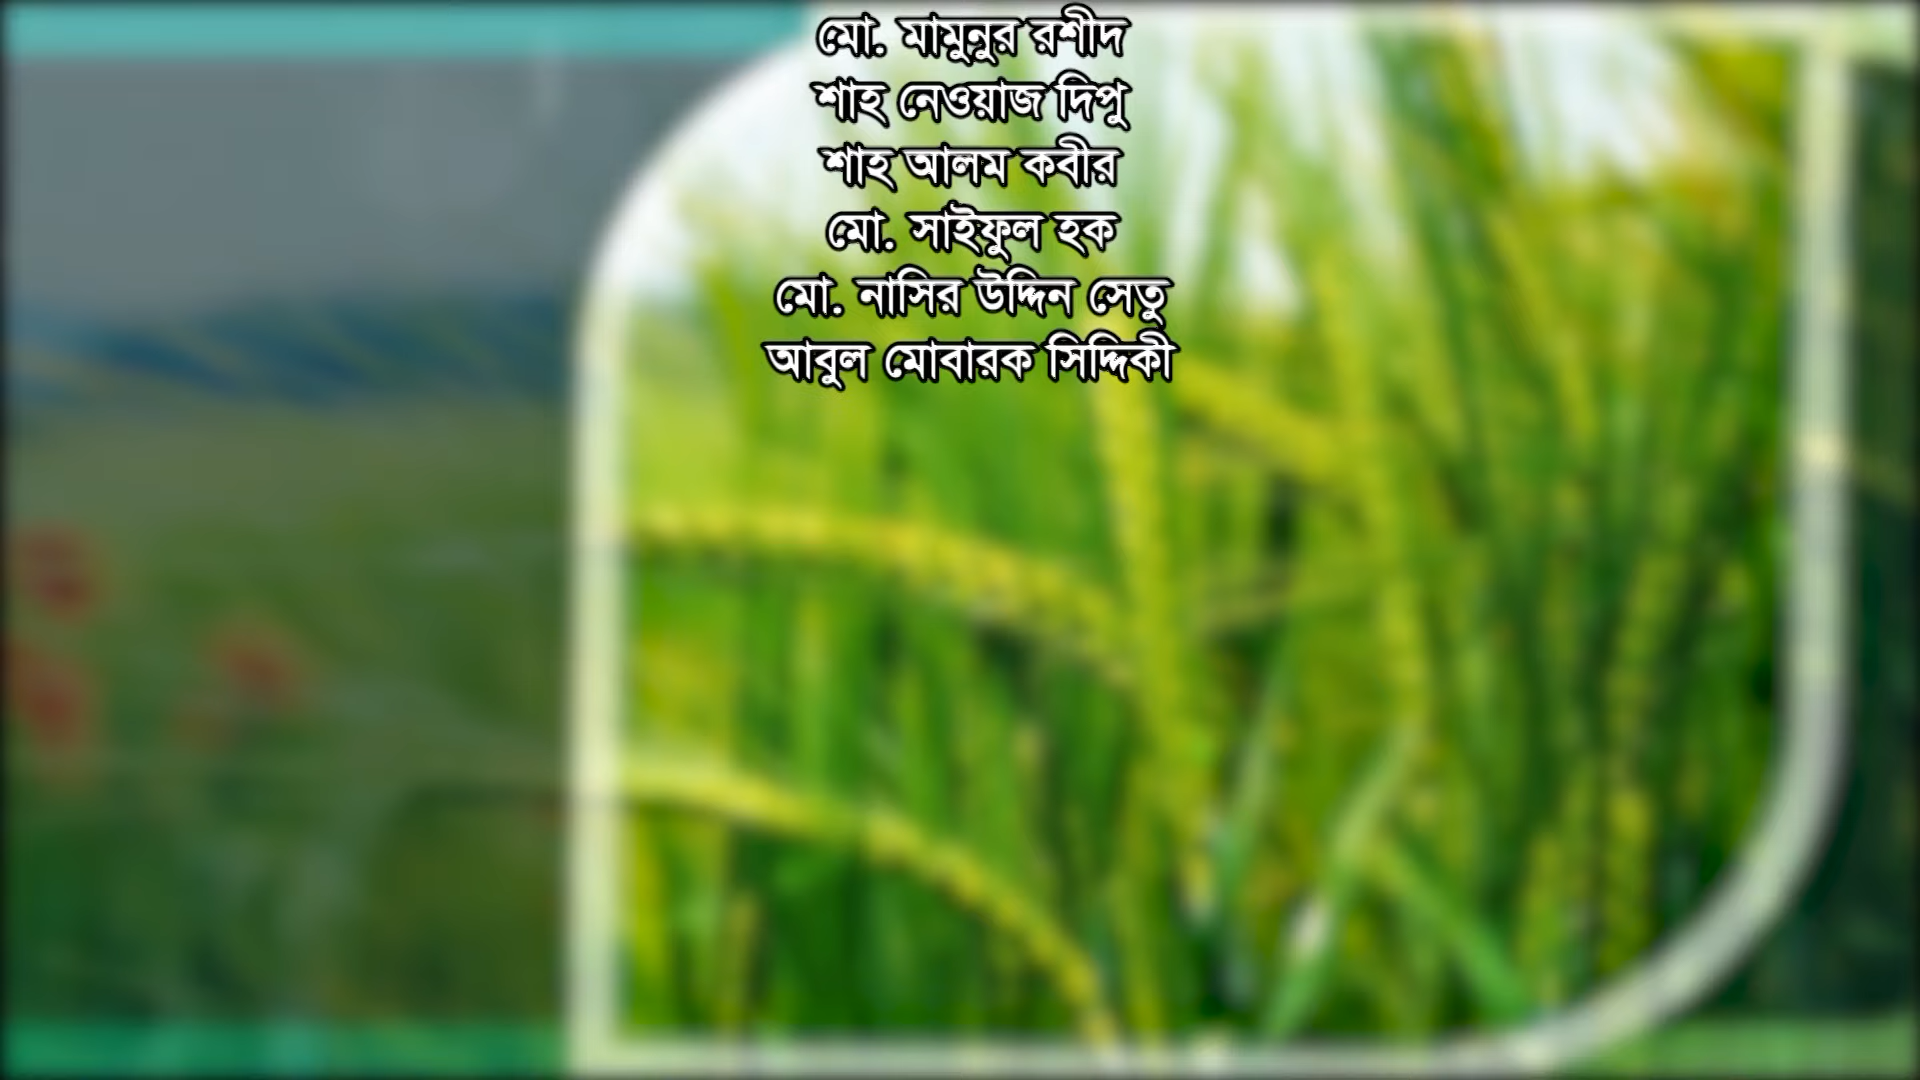 মো. মামুনুর রশীদ
শাহ নেওয়াজ দিপু
শাহ আলম কবীর
মো. সাইফুল হক
মো. নাসির উদ্দিন সেতু
আবুল মোবারক সিদ্দিকী